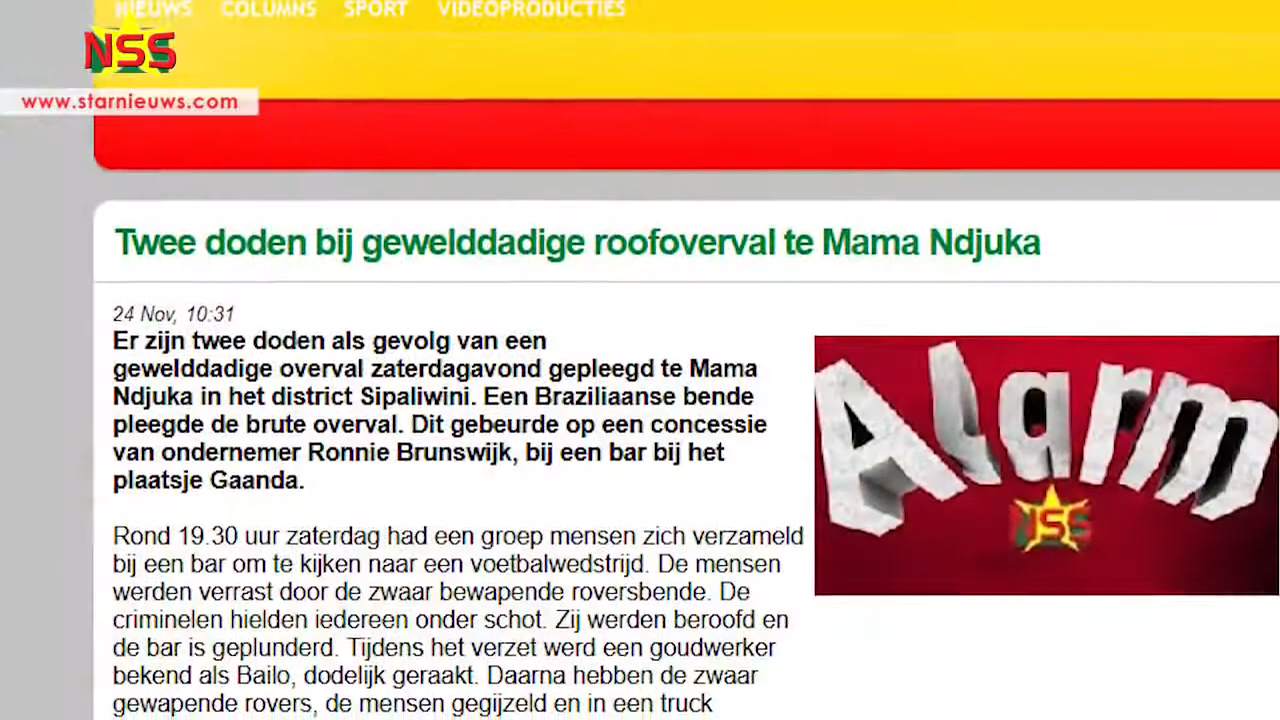 NIEUWS COLUMNS SPORT VIDEOPRODUCTIES
NSS
www.starnieuws.com
Twee doden bij gewelddadige roofoverval te Mama Ndjuka
24 Nov, 10:31
Er zijn twee doden als gevolg van een
gewelddadige overval zaterdagavond gepleegd te Mama
Ndjuka in het district Sipaliwini. Een Braziliaanse bende
pleegde de brute overval. Dit gebeurde op een concessie
van ondernemer Ronnie Brunswijk, bij een bar bij het
plaatsje Gaanda.
Alarm
NSS
Rond 19.30 uur zaterdag had een groep mensen zich verzameld
bij een bar om te kijken naar een voetbalwedstrijd. De mensen
werden verrast door de zwaar bewapende roversbende. De
criminelen hielden iedereen onder schot. Zij werden beroofd en
de bar is geplunderd. Tijdens het verzet werd een goudwerker
bekend als Bailo, dodelijk geraakt. Daarna hebben de zwaar
gewapende rovers, de mensen gegijzeld en in een truck